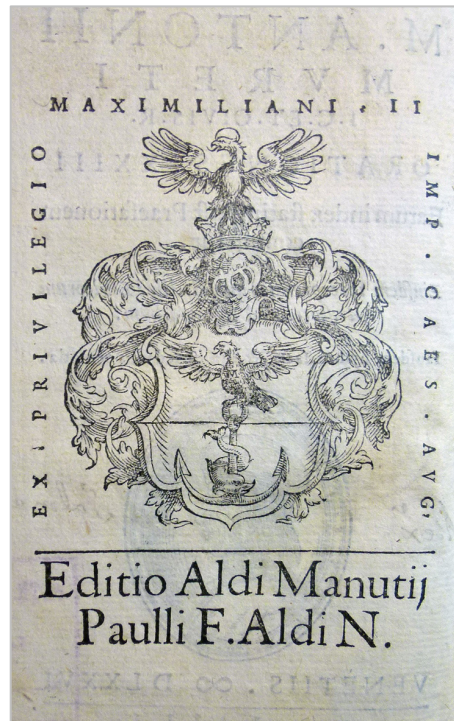 EX PRIVILEGIO
MAXIMILIANI . II
IMP . CAES . AVG,
Editio Aldi Manutij
Paulli F. Aldi N.